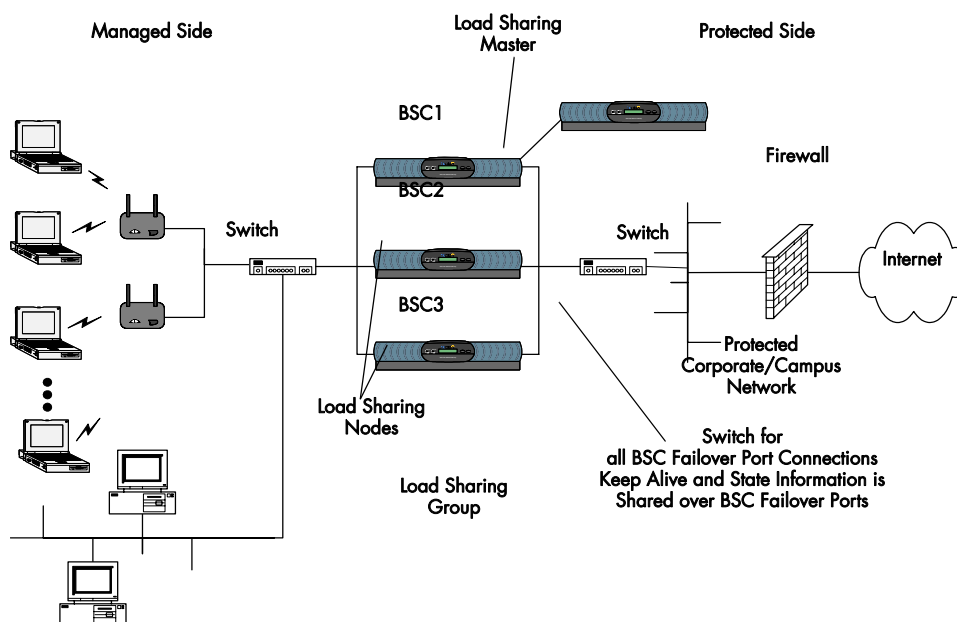 Managed Side
Load Sharing
Master
Protected Side
BSC1
Firewall
BSC2
Switch
Switch
Internet
BSC3
Protected
Corporate/Campus
Network
Load Sharing
Nodes
Switch for
all BSC Failover Port Connections
Keep Alive and State Information is
Shared over BSC Failover Ports
Load Sharing
Group